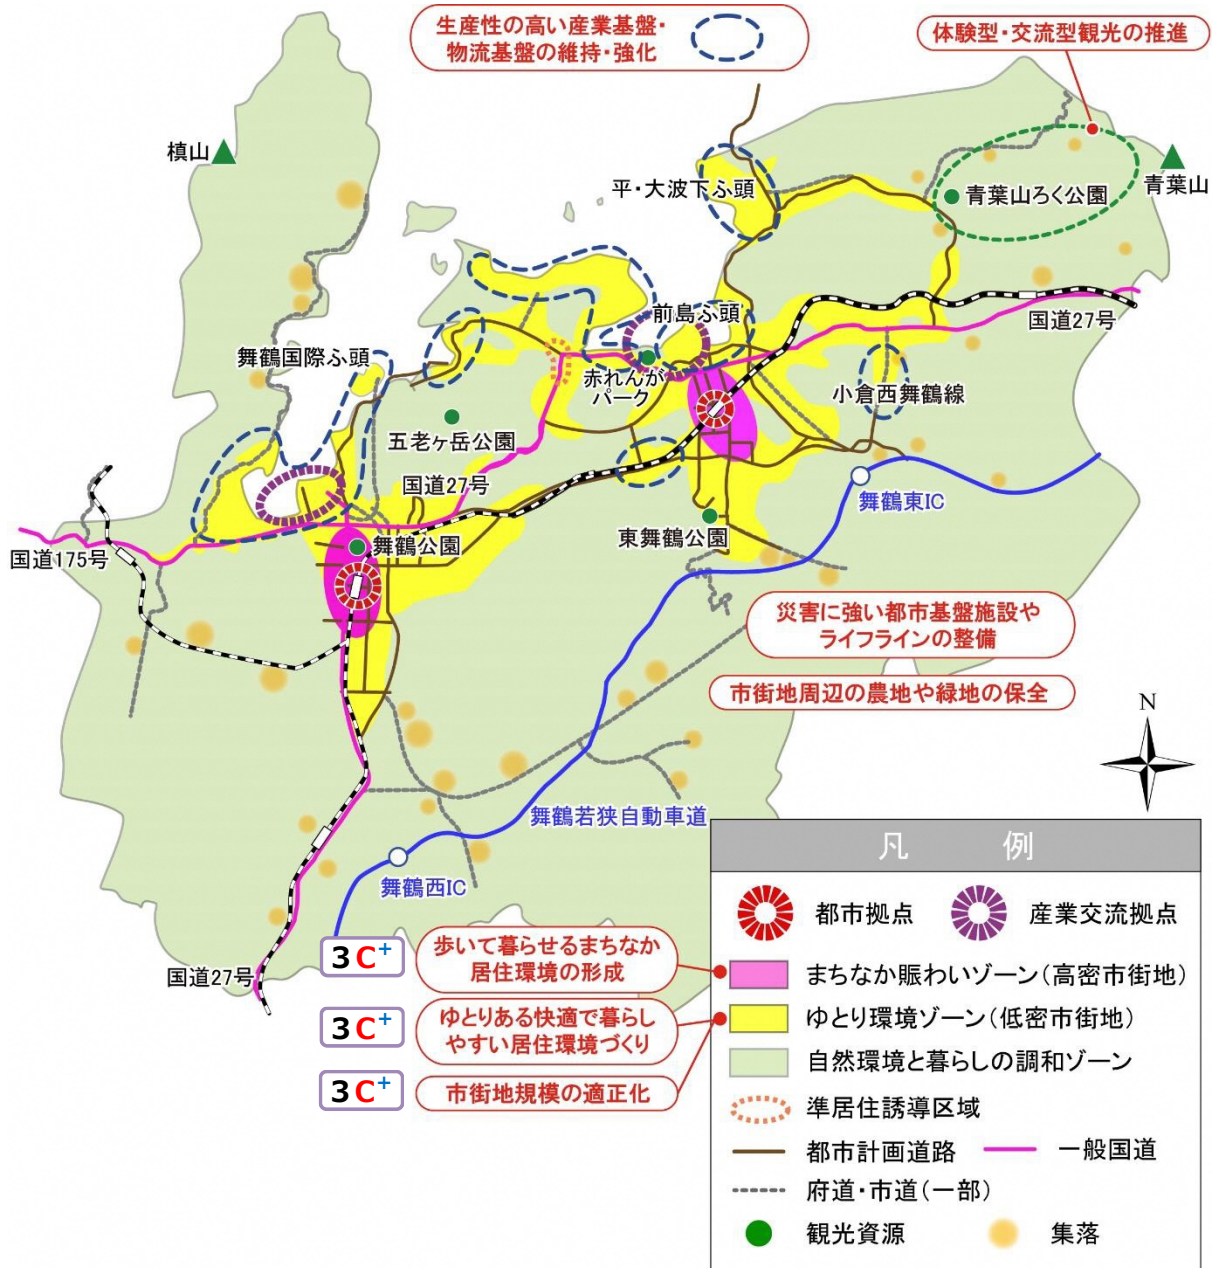 生産性の高い産業基盤・
物流基盤の維持・強化
体験型・交流型観光の推進
槙山
青葉山
平・大波下ふ頭
青葉山ろく公園
前島ふ頭
国道27号
舞鶴国際ふ頭
赤れんが
パーク
小倉西舞鶴線
五老ヶ岳公園
国道27号
舞鶴東IC
東舞鶴公園
国道175号
舞鶴公園
災害に強い都市基盤施設や
ライフラインの整備
市街地周辺の農地や緑地の保全
N
舞鶴若狭自動車道
舞鶴西IC
国道27号
3C+
歩いて暮らせるまちなか
居住環境の形成
3C+
ゆとりある快適で暮らし
やすい居住環境づくり
3C+
市街地規模の適正化
凡 例
都市拠点
産業交流拠点
まちなか賑わいゾーン(高密市街地)
ゆとり環境ゾーン(低密市街地)
自然環境と暮らしの調和ゾーン
準居住誘導区域
都市計画道路
一般国道
府道・市道(一部)
観光資源
集落